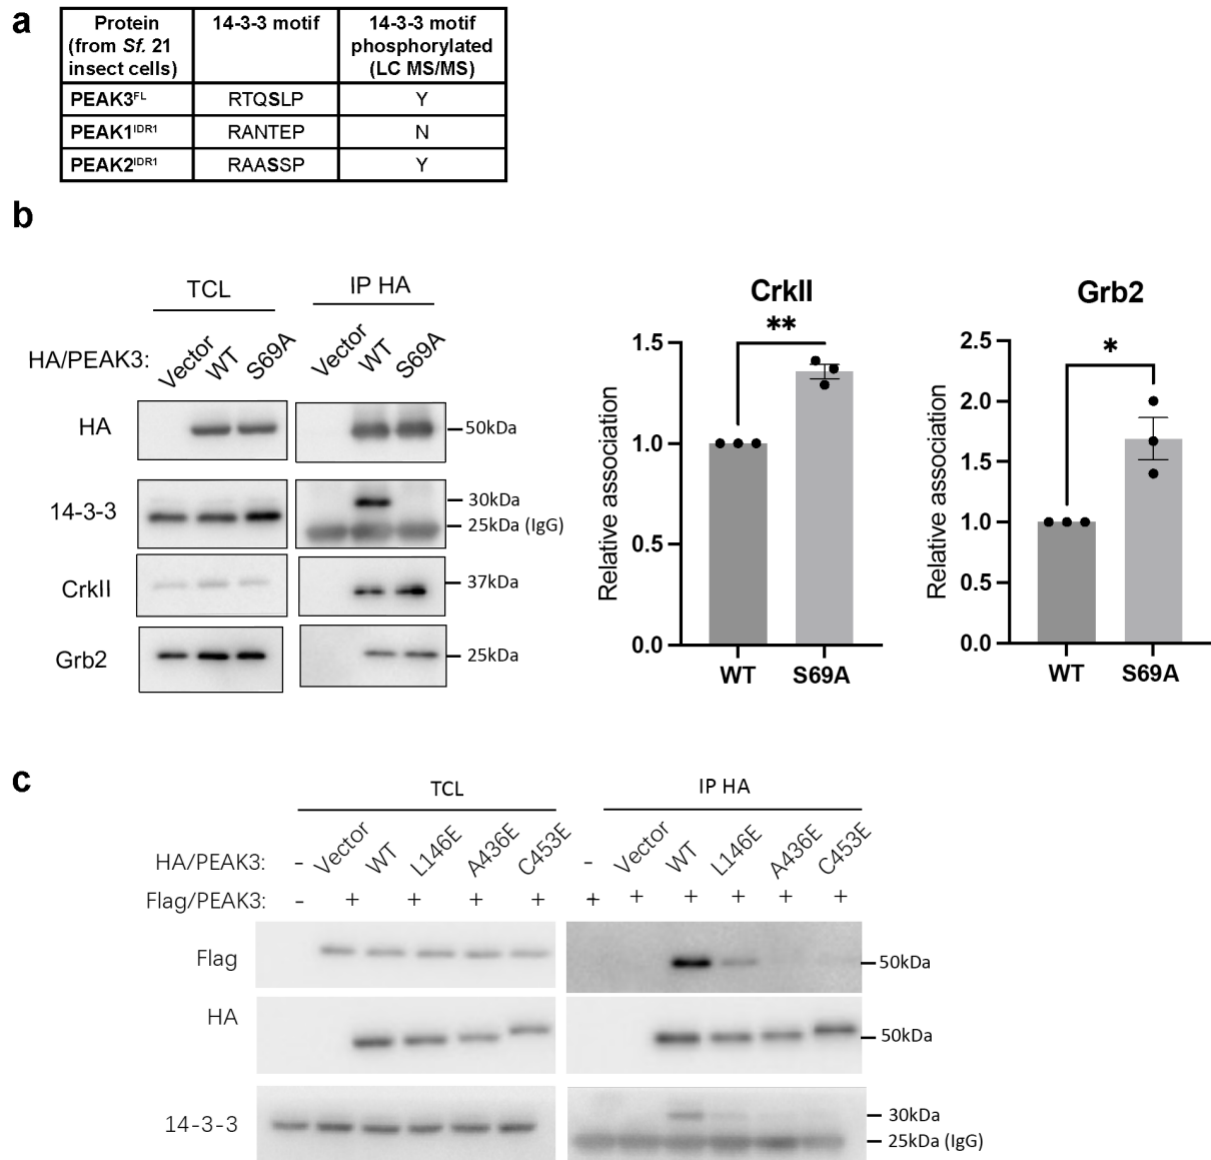 a
Protein (from Sf. 21 insect cells) 14-3-3 motif 14-3-3 motif phosphorylated (LC MS/MS)
PEAK3FL RTQSLP Y
PEAK1IDR1 RANTEP N
PEAK2IDR1 RAASSP Y
b
TCL IP HA
HA/PEAK3: Vector WT S69A Vector WT S69A
HA 50kDa
14-3-3 30kDa
25kDa (IgG)
CrkII 37kDa
Grb2 25kDa
CrkII
**
Relative association
1.5
1.0
0.5
0.0
WT S69A
Grb2
*
Relative association
2.5
2.0
1.5
1.0
0.5
0.0
WT S69A
c
TCL IP HA
HA/PEAK3: - Vector WT L146E A436E C453E - Vector WT L146E A436E C453E
Flag/PEAK3: - + + + + + + + + + +
Flag 50kDa
HA 50kDa
14-3-3 30kDa
25kDa (IgG)